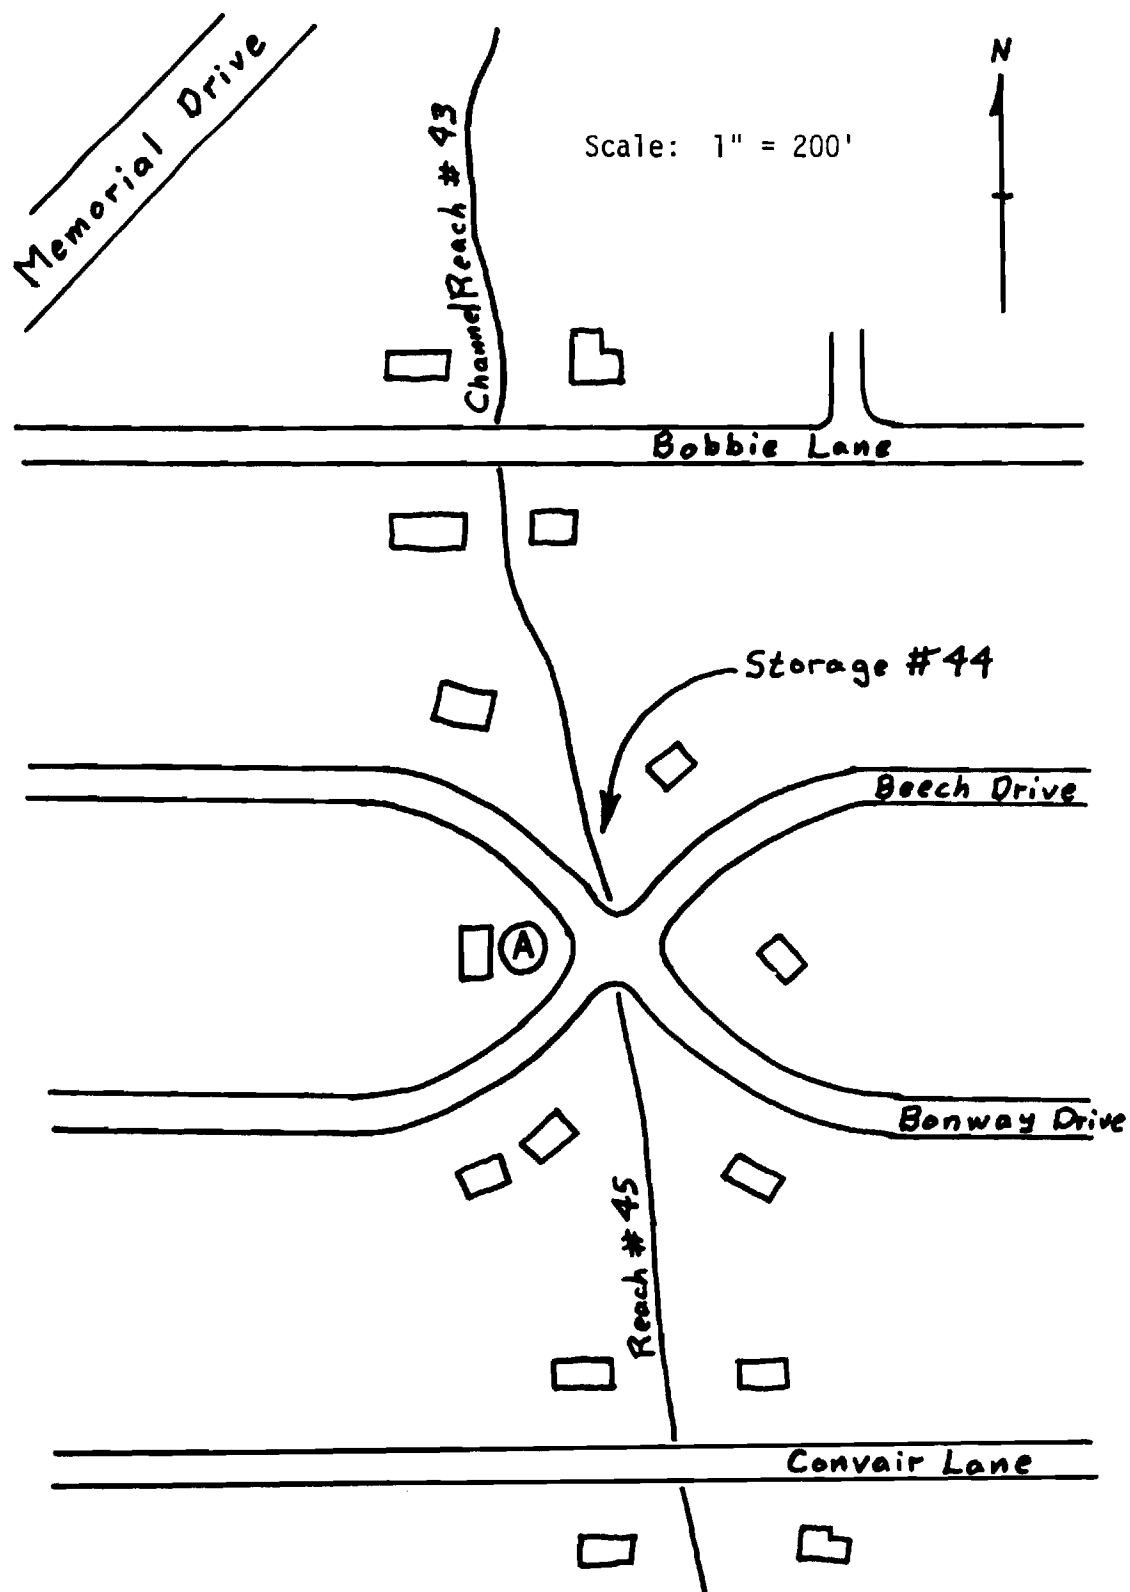 N
Memorial Drive
Channel Reach # 43
Scale: 1" = 200'
Bobbie Lane
Storage # 44
Beech Drive
A
Bonway Drive
Reach # 45
Convair Lane